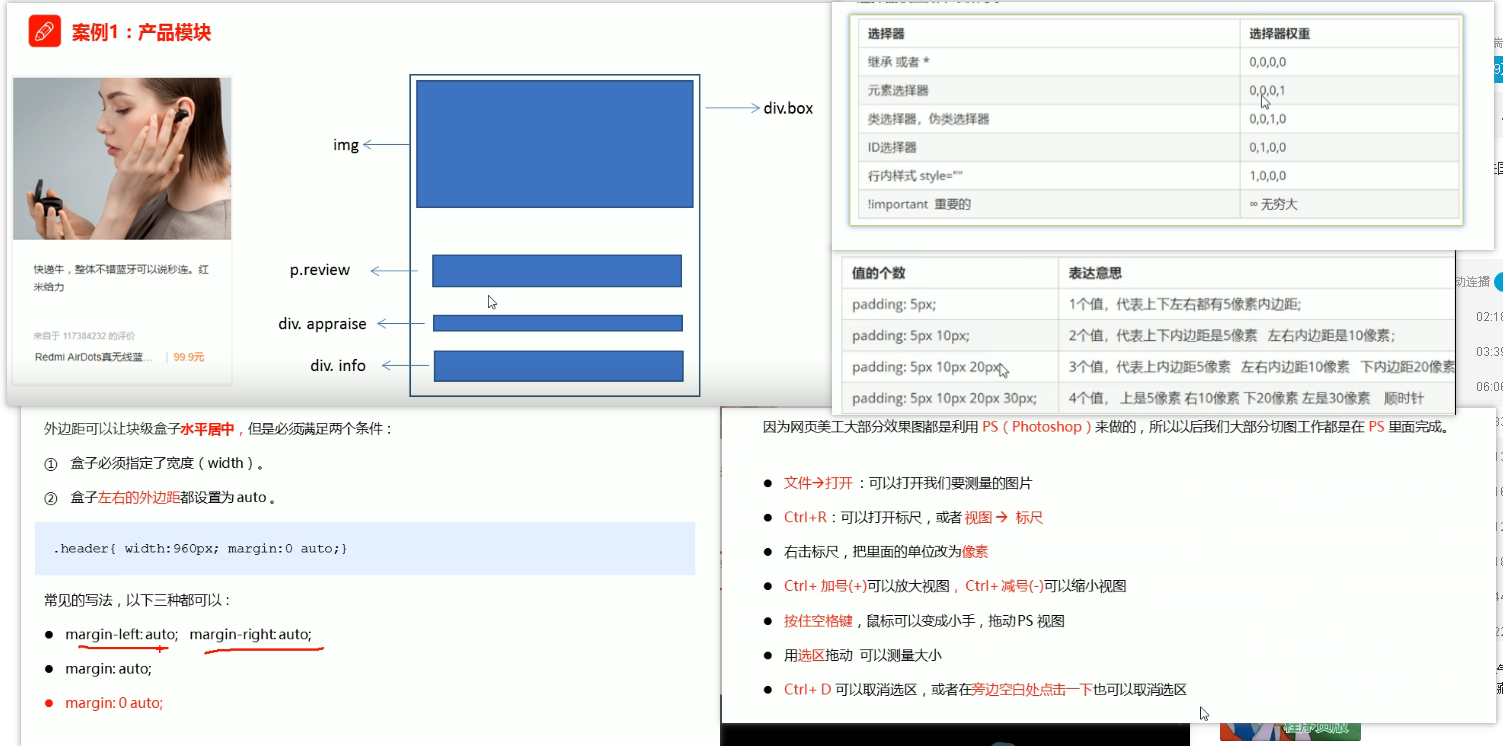 案例1：产品模块
img
div.box
p.review
div. appraise
div. info
快递牛，整体不错蓝牙可以说秒连。红
米给力
来自于 117384232 的评价
Redmi AirDots真无线蓝... | 99.9元
选择器 选择器权重
继承 或者 * 0,0,0,0
元素选择器 0,0,0,1
类选择器，伪类选择器 0,0,1,0
ID选择器 0,1,0,0
行内样式 style="" 1,0,0,0
!important 重要的 ∞ 无穷大
值的个数 表达意思
padding: 5px; 1个值，代表上下左右都有5像素内边距;
padding: 5px 10px; 2个值，代表上下内边距是5像素 左右内边距是10像素；
padding: 5px 10px 20px; 3个值，代表上内边距5像素 左右内边距10像素 下内边距20像素
padding: 5px 10px 20px 30px; 4个值， 上是5像素 右10像素 下20像素 左是30像素 顺时针
外边距可以让块级盒子水平居中，但是必须满足两个条件：
① 盒子必须指定了宽度（width）。
② 盒子左右的外边距都设置为 auto 。
.header{ width:960px; margin:0 auto;}
常见的写法，以下三种都可以：
● margin-left: auto; margin-right: auto;
● margin: auto;
● margin: 0 auto;
因为网页美工大部分效果图都是利用 PS（Photoshop）来做的，所以以后我们大部分切图工作都是在 PS 里面完成。
● 文件→打开 ：可以打开我们要测量的图片
● Ctrl+R：可以打开标尺，或者 视图→ 标尺
● 右击标尺，把里面的单位改为像素
● Ctrl+ 加号(+)可以放大视图， Ctrl+ 减号(-)可以缩小视图
● 按住空格键，鼠标可以变成小手，拖动 PS 视图
● 用选区拖动 可以测量大小
● Ctrl+ D 可以取消选区，或者在旁边空白处点击一下也可以取消选区
动连播
02:18
程序员版